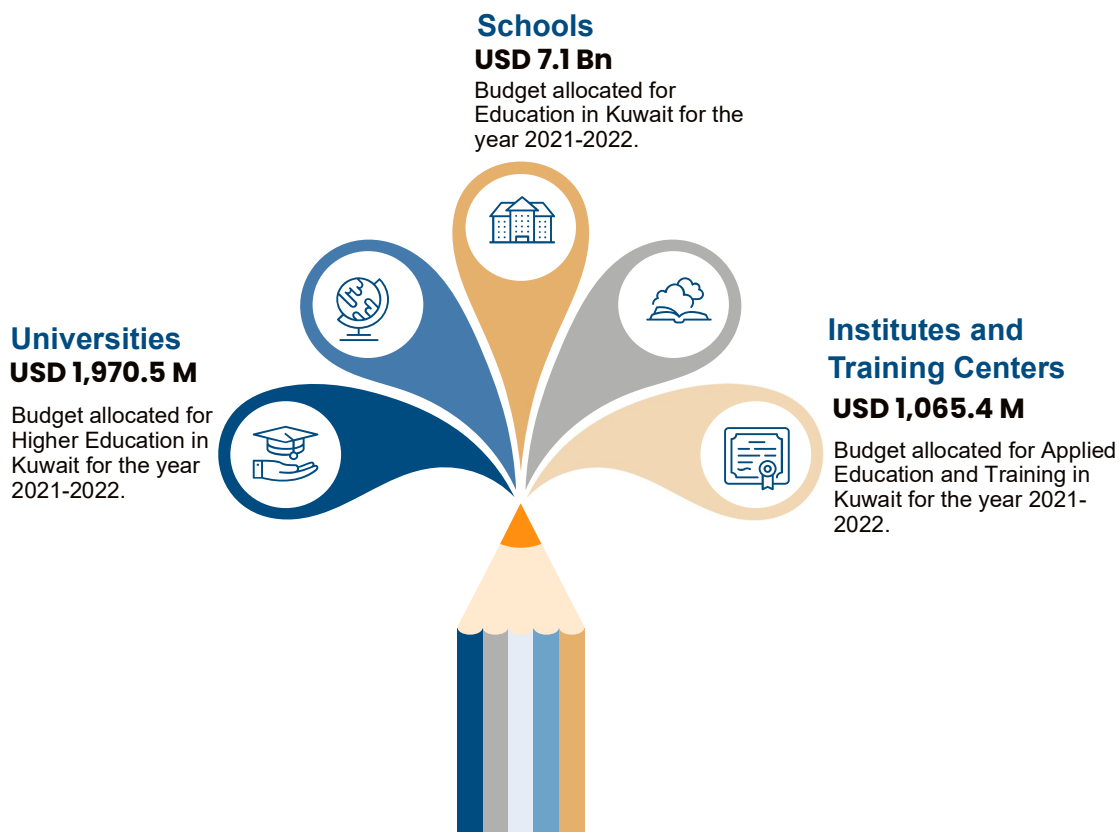 Schools
USD 7.1 Bn
Budget allocated for
Education in Kuwait for the
year 2021-2022.
Universities
USD 1,970.5 M
Budget allocated for
Higher Education in
Kuwait for the year
2021-2022.
Institutes and
Training Centers
USD 1,065.4 M
Budget allocated for Applied
Education and Training in
Kuwait for the year 2021-
2022.